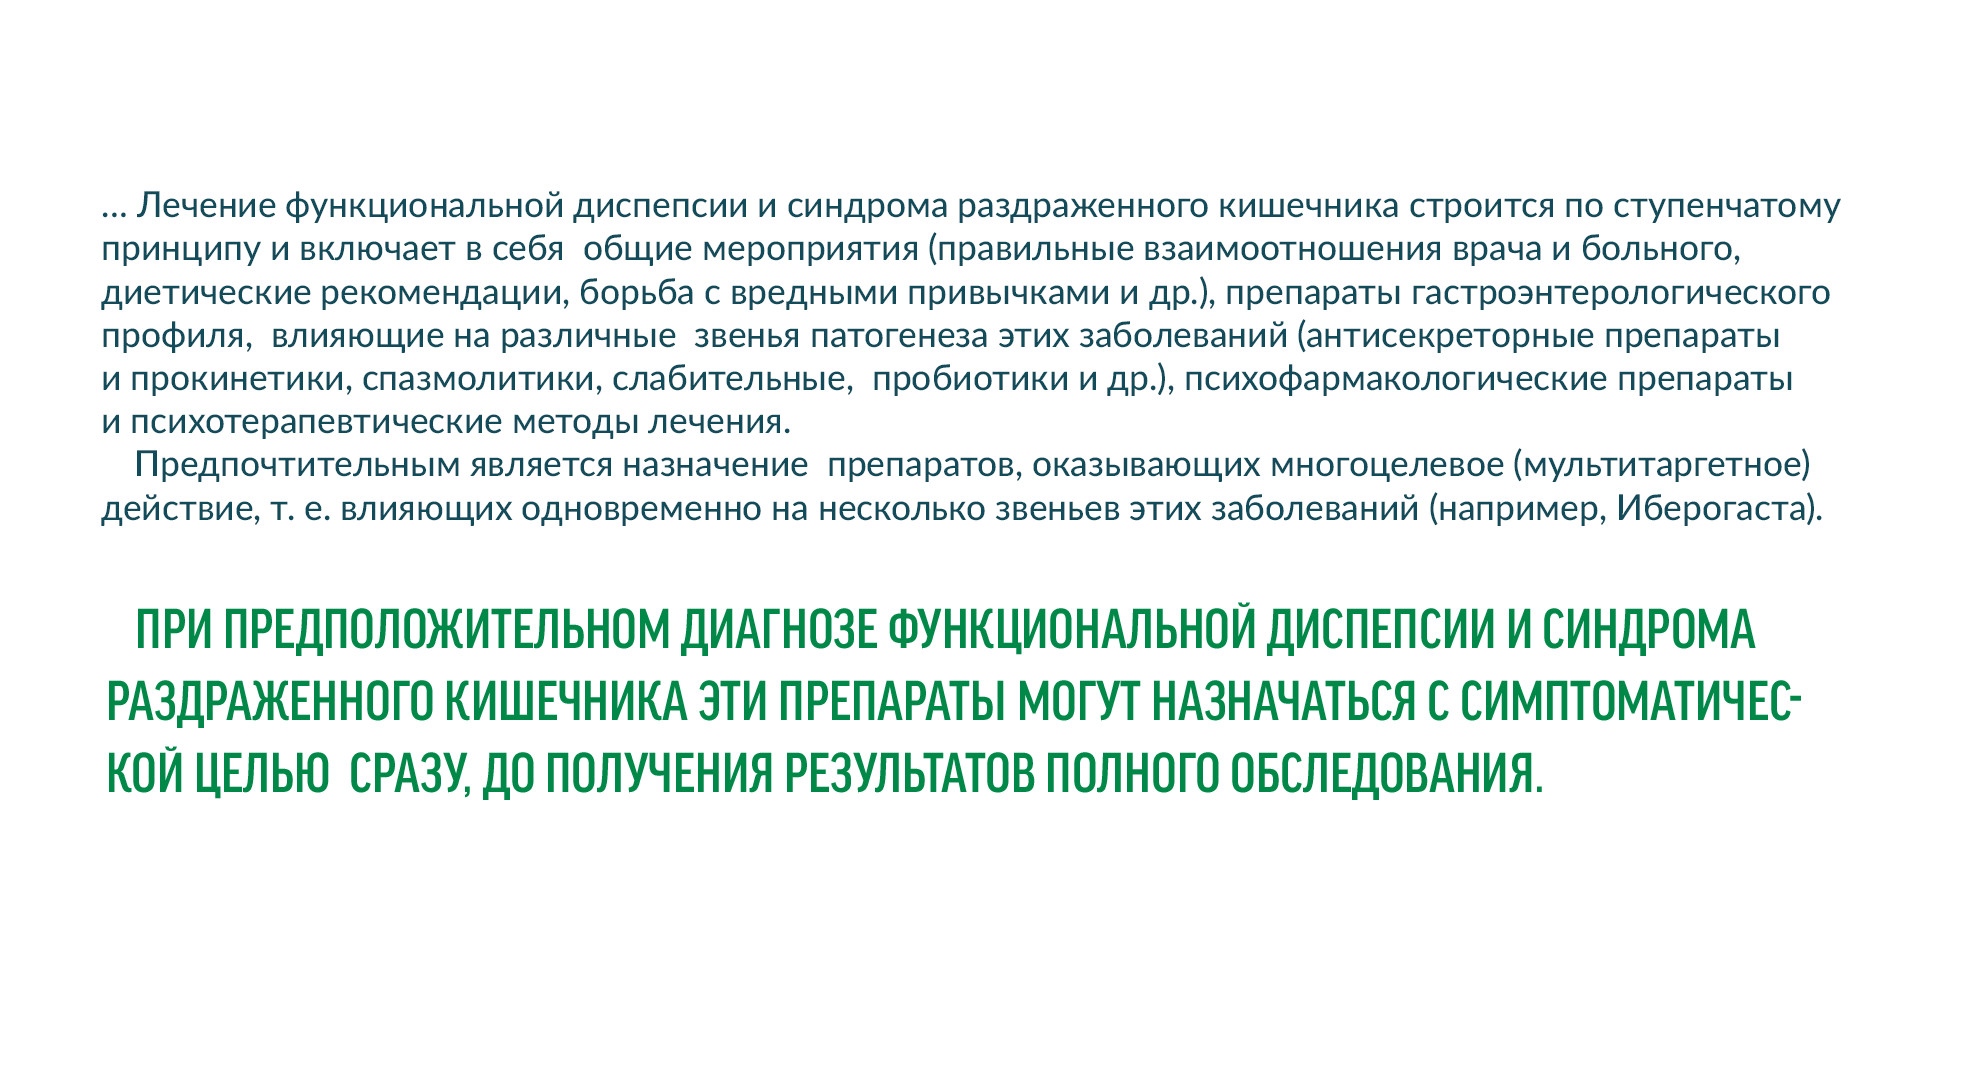 ... Лечение функциональной диспепсии и синдрома раздраженного кишечника строится по ступенчатому
принципу и включает в себя общие мероприятия (правильные взаимоотношения врача и больного,
диетические рекомендации, борьба с вредными привычками и др.), препараты гастроэнтерологического
профиля, влияющие на различные звенья патогенеза этих заболеваний (антисекреторные препараты
и прокинетики, спазмолитики, слабительные, пробиотики и др.), психофармакологические препараты
и психотерапевтические методы лечения.
Предпочтительным является назначение препаратов, оказывающих многоцелевое (мультитаргетное)
действие, т. е. влияющих одновременно на несколько звеньев этих заболеваний (например, Иберогаста).
ПРИ ПРЕДПОЛОЖИТЕЛЬНОМ ДИАГНОЗЕ ФУНКЦИОНАЛЬНОЙ ДИСПЕПСИИ И СИНДРОМА
РАЗДРАЖЕННОГО КИШЕЧНИКА ЭТИ ПРЕПАРАТЫ МОГУТ НАЗНАЧАТЬСЯ С СИМПТОМАТИЧЕС-
КОЙ ЦЕЛЬЮ СРАЗУ, ДО ПОЛУЧЕНИЯ РЕЗУЛЬТАТОВ ПОЛНОГО ОБСЛЕДОВАНИЯ.